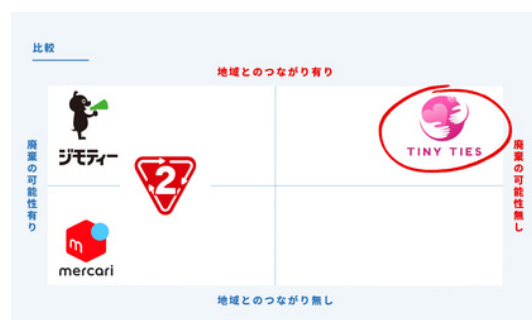 比較
地域とのつながり有り
廃棄の可能性有り
ジモティー
2
TINY TIES
m
mercari
廃棄の可能性無し
地域とのつながり無し